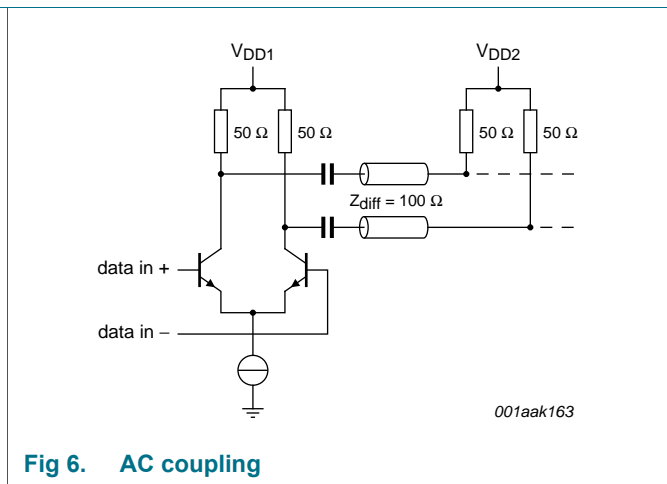 VDD1 VDD2
50 Ω 50 Ω 50 Ω 50 Ω
Zdiff = 100 Ω
data in +
data in −
001aak163
Fig 6. AC coupling